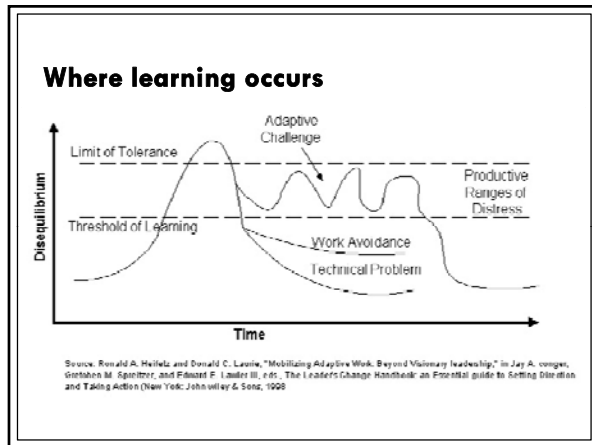 Where learning occurs
Adaptive
Challenge
Limit of Tolerance
Productive
Ranges of
Distress
Threshold of Learning
Disequilibrium
Work Avoidance
Technical Problem
Time
Source: Ronald A. Heifetz and Donald C. Laurie, "Mobilizing Adaptive Work: Beyond Visionary leadership," in Jay A. conger,
Gretchen M. Spreitzer, and Edward E. Lawler III, eds., The Leader's Change Handbook: an Essential guide to Setting Direction
and Taking Action (New York: John wiley & Sons, 1998